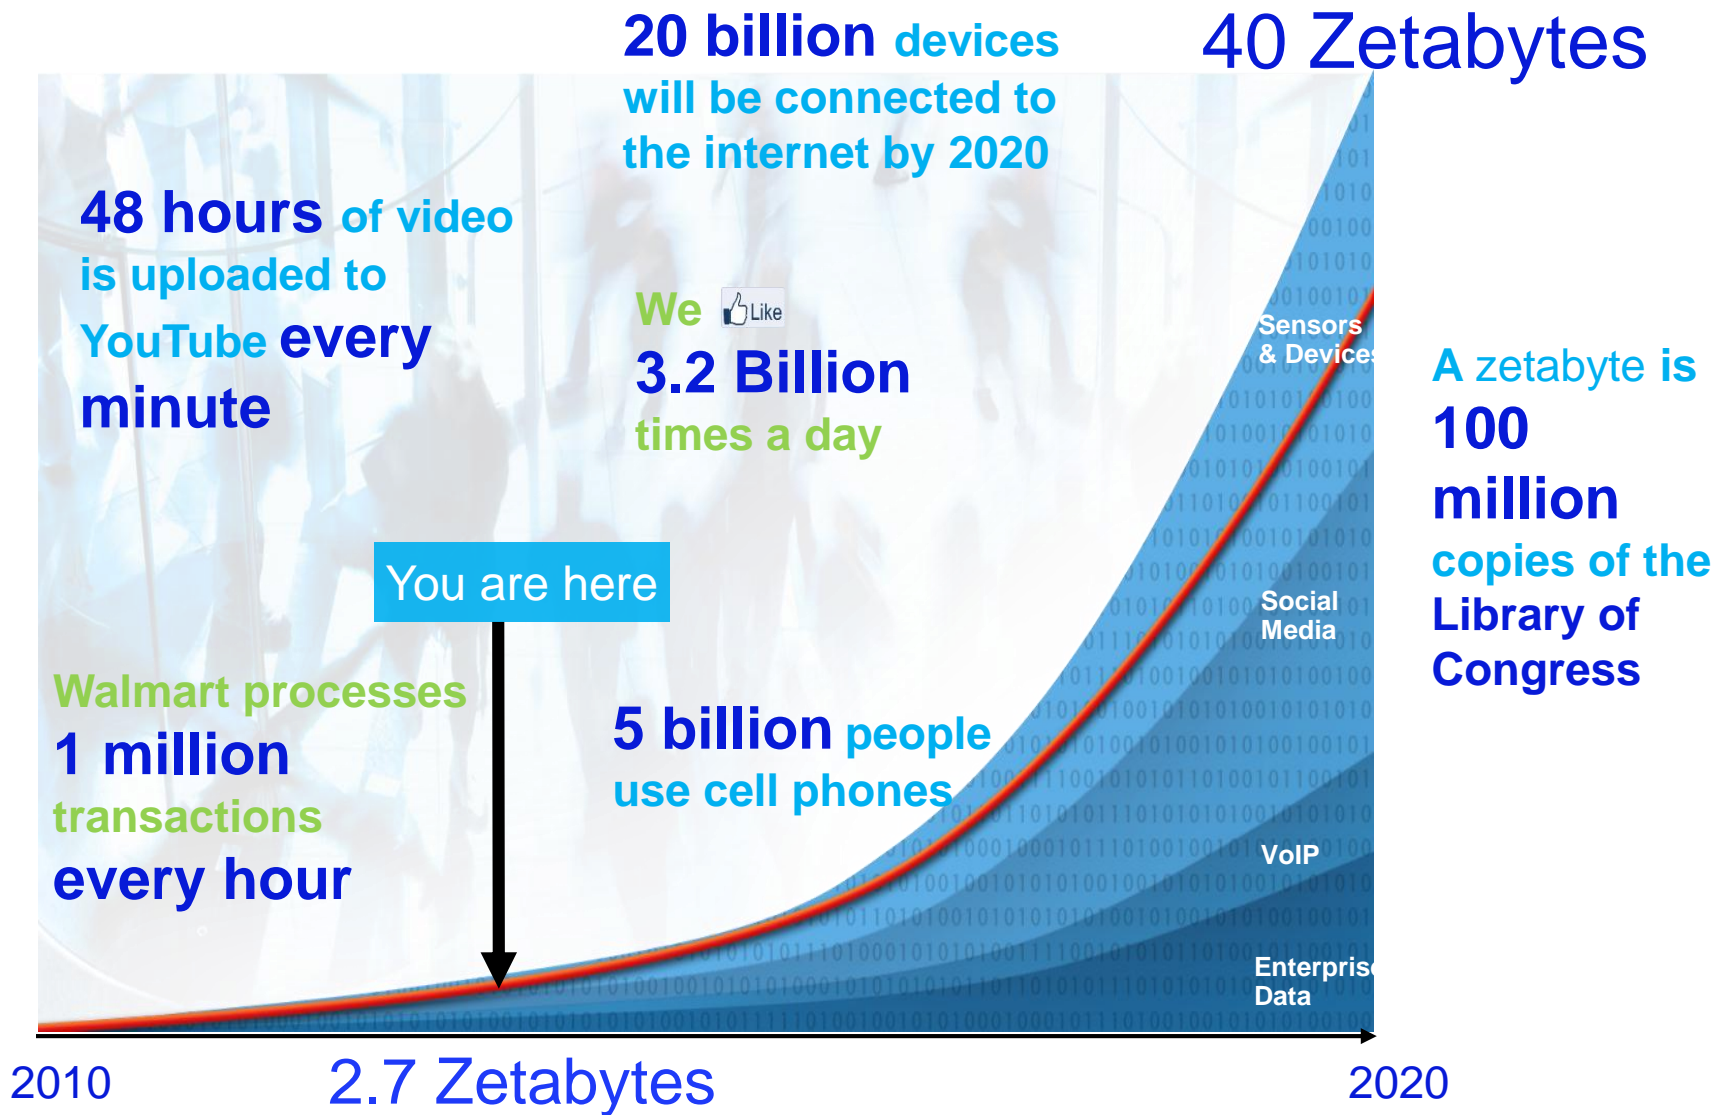 20 billion devices
will be connected to
the internet by 2020
40 Zetabytes
48 hours of video
is uploaded to
YouTube every
minute
We Like
3.2 Billion
times a day
Sensors
& Devices
A zetabyte is
100
million
copies of the
Library of
Congress
You are here
Social
Media
Walmart processes
1 million
transactions
every hour
5 billion people
use cell phones
VoIP
Enterprise
Data
2010
2.7 Zetabytes
2020